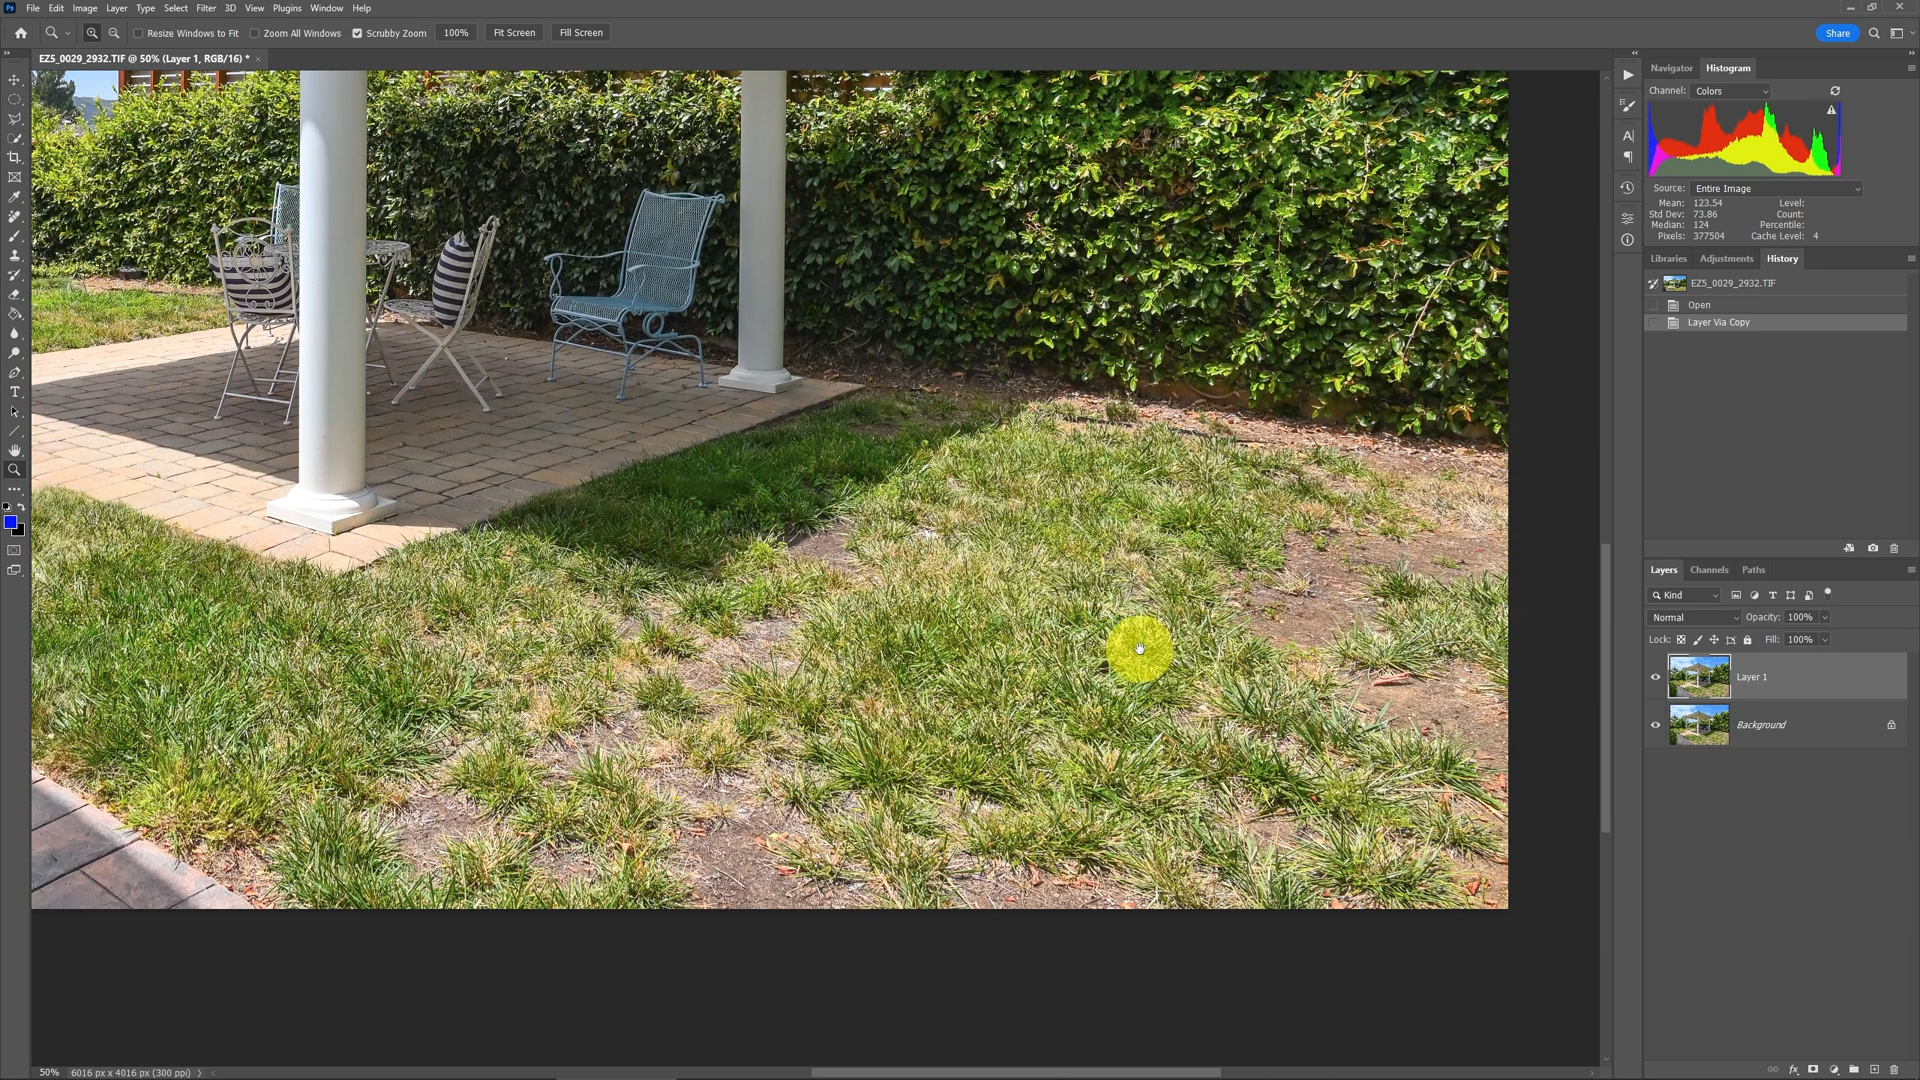 Ps File Edit Image Layer Type Select Filter 3D View Plugins Window Help
Resize Windows to Fit Zoom All Windows Scrubby Zoom 100% Fit Screen Fill Screen Share
EZ5_0029_2932.TIF @ 50% (Layer 1, RGB/16) * ×
Navigator Histogram
Channel: Colors
Source: Entire Image
Mean: 123.54 Level:
Std Dev: 73.86 Count:
Median: 124 Percentile:
Pixels: 377504 Cache Level: 4
Libraries Adjustments History
EZ5_0029_2932.TIF
Open
Layer Via Copy
Layers Channels Paths
Kind
Normal Opacity: 100%
Lock: Fill: 100%
Layer 1
Background
50% 6016 px x 4016 px (300 ppi)